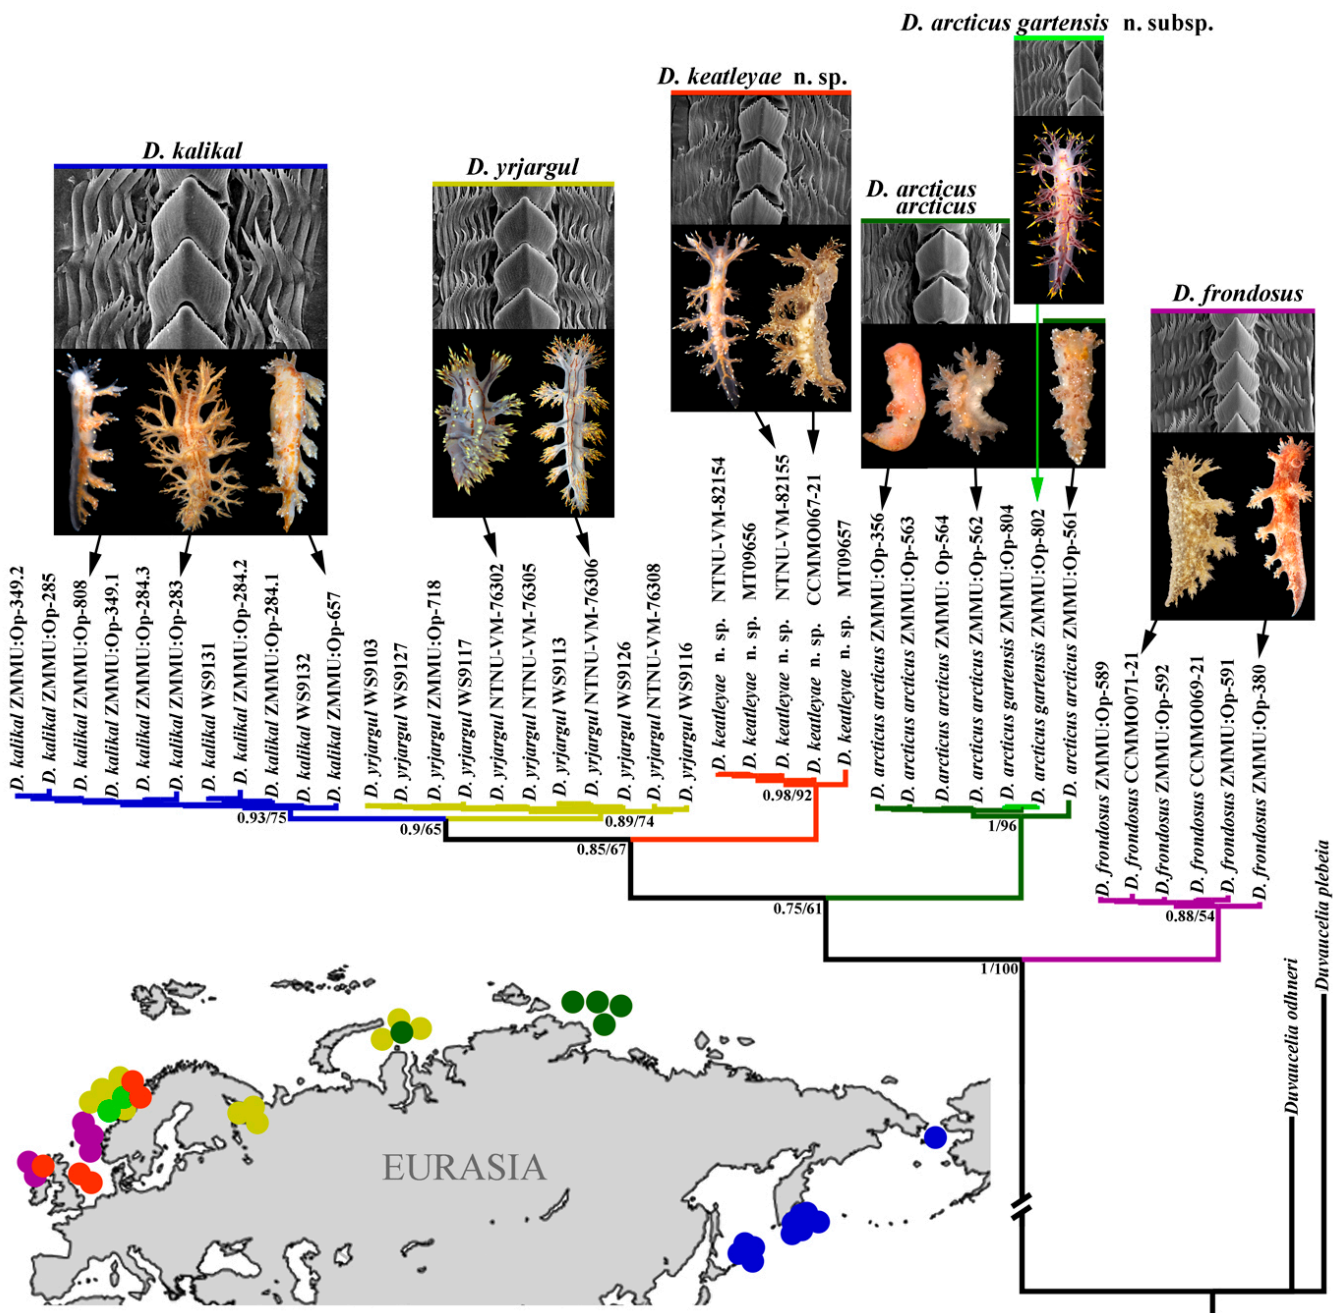 D. arcticus gartensis n. subsp.
D. keatleyae n. sp.
D. kalikal
D. yrjargul
D. arcticus
arcticus
D. frondosus
D. kalikal ZMMU:Op-349.2
D. kalikal ZMMU:Op-285
D. kalikal ZMMU:Op-808
D. kalikal ZMMU:Op-349.1
D. kalikal ZMMU:Op-284.3
D. kalikal ZMMU:Op-283
D. kalikal WS9131
D. kalikal ZMMU:Op-284.2
D. kalikal ZMMU:Op-284.1
D. kalikal WS9132
D. kalikal ZMMU:Op-657
D. yrjargul WS9103
D. yrjargul WS9127
D. yrjargul ZMMU:Op-718
D. yrjargul WS9117
D. yrjargul NTNU-VM-76302
D. yrjargul NTNU-VM-76305
D. yrjargul WS9113
D. yrjargul NTNU-VM-76306
D. yrjargul WS9126
D. yrjargul NTNU-VM-76308
D. yrjargul WS9116
D. keatleyae n. sp. NTNU-VM-82154
D. keatleyae n. sp. MT09656
D. keatleyae n. sp. NTNU-VM-82155
D. keatleyae n. sp. CCMMO067-21
D. keatleyae n. sp. MT09657
D. arcticus arcticus ZMMU:Op-356
D. arcticus arcticus ZMMU:Op-563
D.arcticus arcticus ZMMU: Op-564
D. arcticus arcticus ZMMU:Op-562
D. arcticus gartensis ZMMU:Op-804
D. arcticus gartensis ZMMU:Op-802
D. arcticus arcticus ZMMU:Op-561
D. frondosus ZMMU:Op-589
D. frondosus CCMMO071-21
D.frondosus ZMMU:Op-592
D. frondosus CCMMO069-21
D. frondosus ZMMU:Op-591
D. frondosus ZMMU:Op-380
Duvaucelia odhneri
Duvaucelia plebeia
0.93/75
0.9/65
0.89/74
0.85/67
0.98/92
1/96
0.75/61
0.88/54
1/100
EURASIA